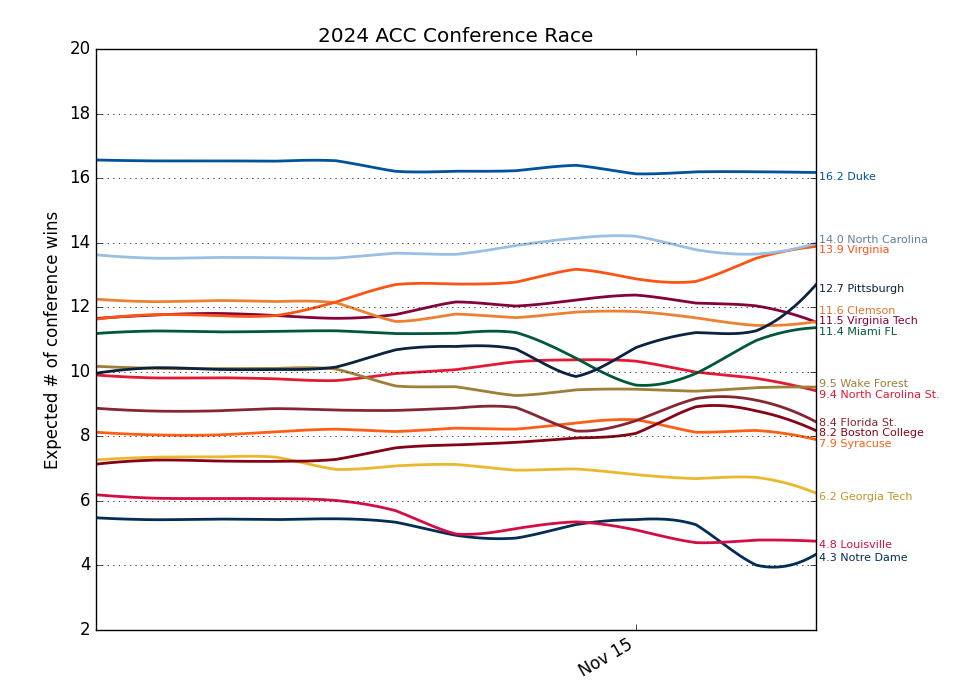 2024 ACC Conference Race
Expected # of conference wins
20
18
16
14
12
10
8
6
4
2
16.2 Duke
14.0 North Carolina
13.9 Virginia
12.7 Pittsburgh
11.6 Clemson
11.5 Virginia Tech
11.4 Miami FL
9.5 Wake Forest
9.4 North Carolina St.
8.4 Florida St.
8.2 Boston College
7.9 Syracuse
6.2 Georgia Tech
4.8 Louisville
4.3 Notre Dame
Nov 15